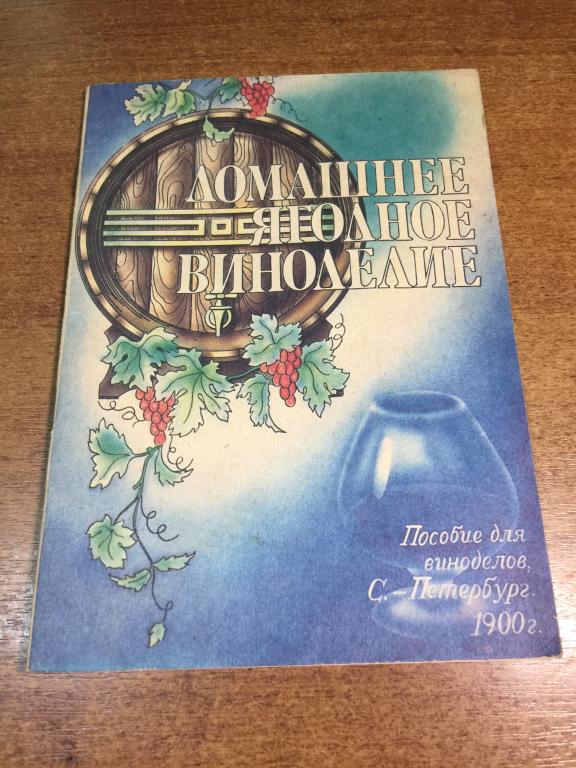 ДОМАШНЕЕ
ЯГОДНОЕ
ВИНОДЕЛИЕ
Пособие для
виноделов,
С.-Петербург.
1900г.